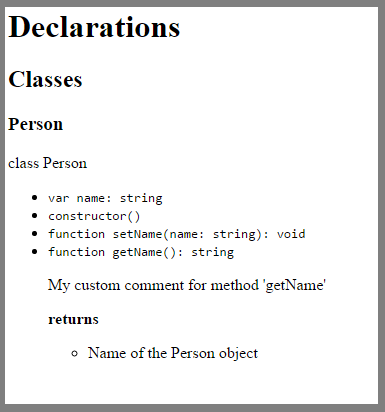 Declarations
Classes
Person
class Person
var name: string
constructor()
function setName(name: string): void
function getName(): string
My custom comment for method 'getName'
returns
Name of the Person object